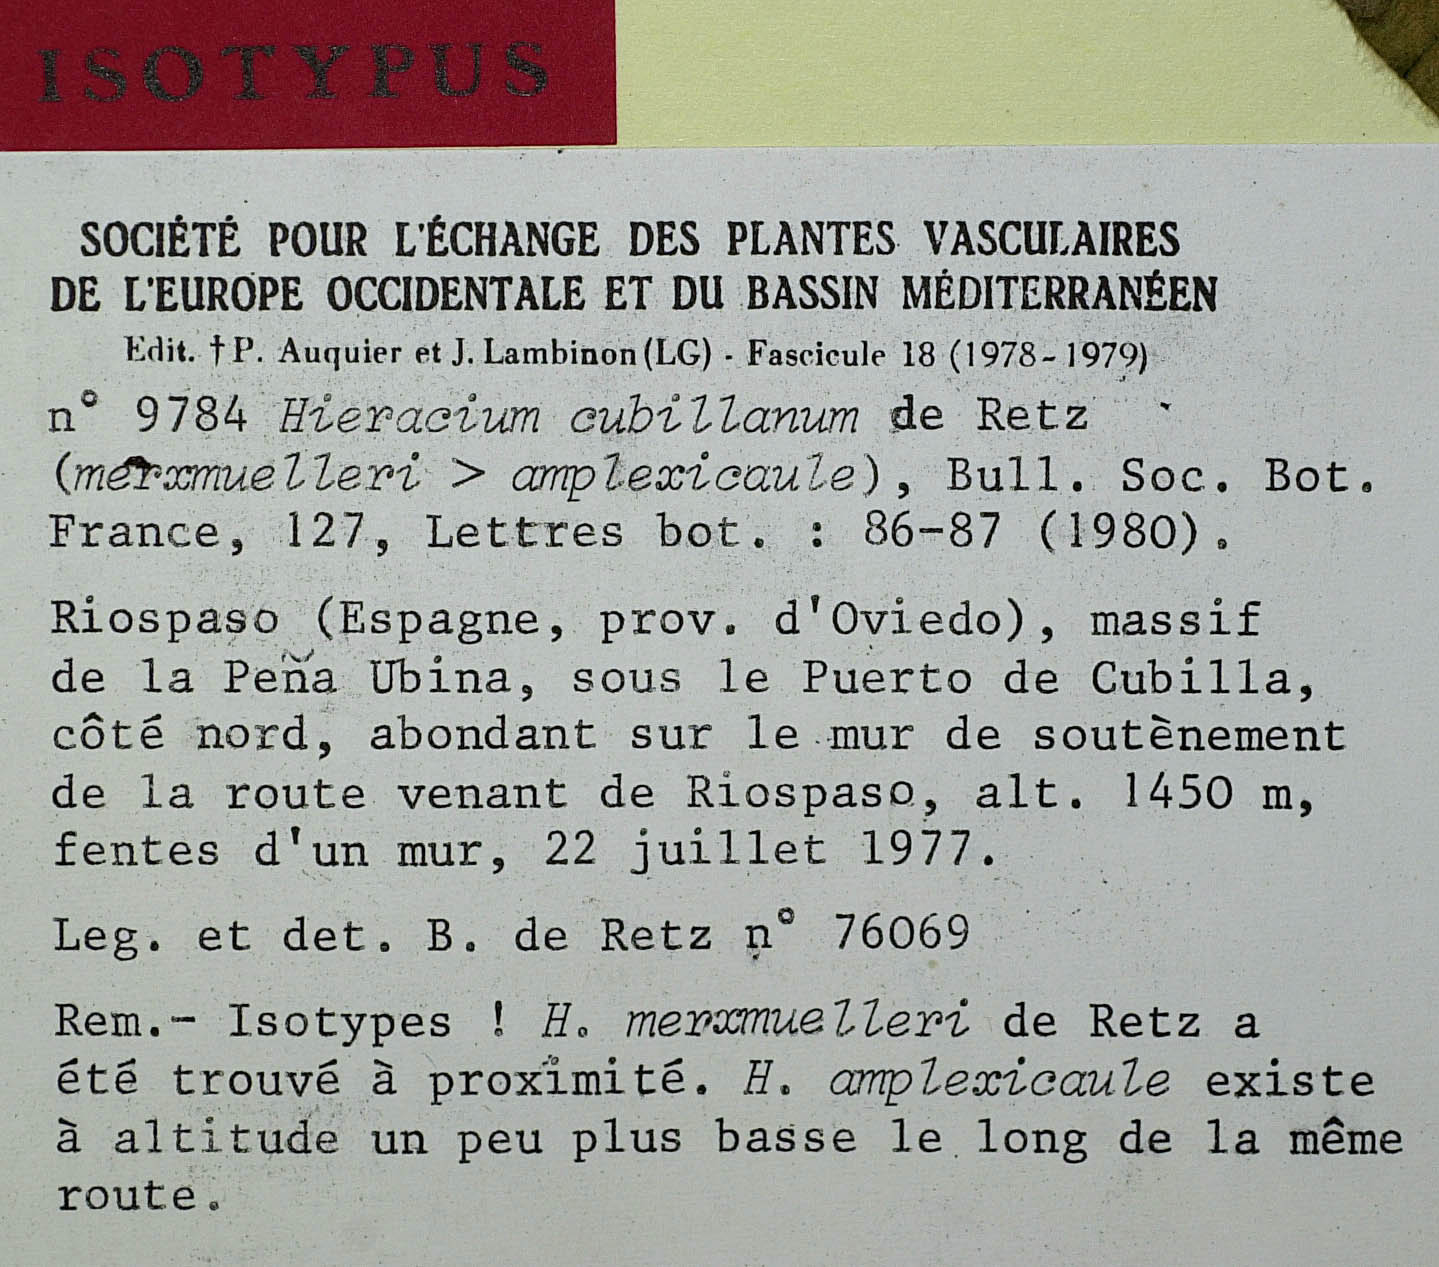 ISOTYPUS
SOCIÉTÉ POUR L'ÉCHANGE DES PLANTES VASCULAIRES
DE L'EUROPE OCCIDENTALE ET DU BASSIN MÉDITERRANÉEN
Edit. †P. Auquier et J. Lambinon (LG) - Fascicule 18 (1978-1979)
n° 9784 Hieracium cubillanum de Retz
(merxmuelleri > amplexicaule), Bull. Soc. Bot.
France, 127, Lettres bot. : 86-87 (1980).
Riospaso (Espagne, prov. d'Oviedo), massif
de la Peña Ubina, sous le Puerto de Cubilla,
côté nord, abondant sur le mur de soutènement
de la route venant de Riospaso, alt. 1450 m,
fentes d'un mur, 22 juillet 1977.
Leg. et det. B. de Retz n° 76069
Rem.- Isotypes ! H. merxmuelleri de Retz a
été trouvé à proximité. H. amplexicaule existe
à altitude un peu plus basse le long de la même
route.